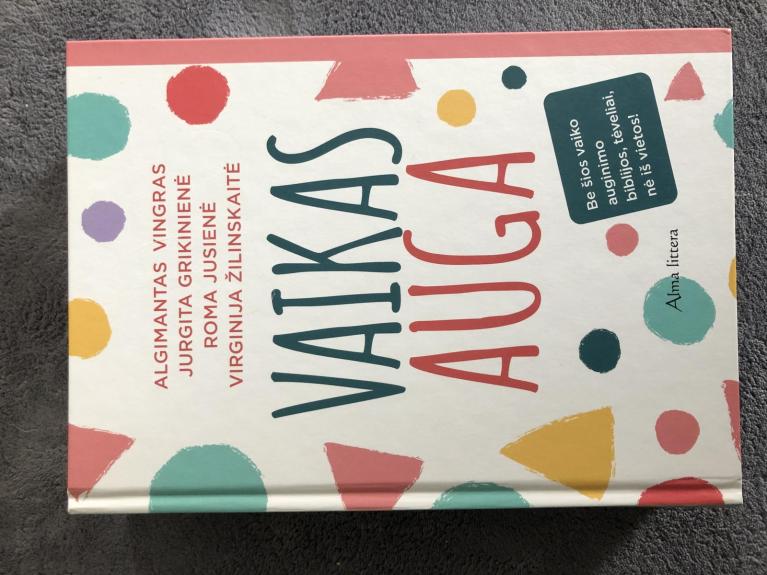 ALGIMANTAS VINGRAS
JURGITA GRIKINIENĖ
ROMA JUSIENĖ
VIRGINIJA ŽILINSKAITĖ
VAIKAS
AUGA
Be šios vaiko
auginimo
biblijos, tėveliai,
nė iš vietos!
Alma littera